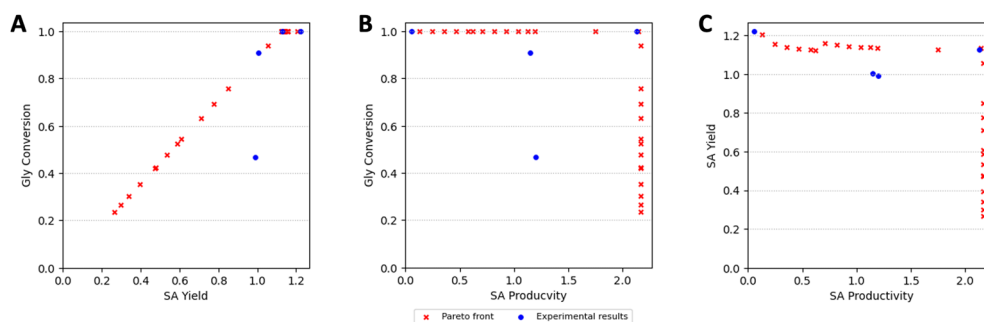 A
Gly Conversion
1.0
0.8
0.6
0.4
0.2
0.0
0.0 0.2 0.4 0.6 0.8 1.0 1.2
SA Yield
B
Gly Conversion
1.0
0.8
0.6
0.4
0.2
0.0
0.0 0.5 1.0 1.5 2.0
SA Producvity
C
SA Yield
1.2
1.0
0.8
0.6
0.4
0.2
0.0
0.0 0.5 1.0 1.5 2.0
SA Productivity
Pareto front Experimental results